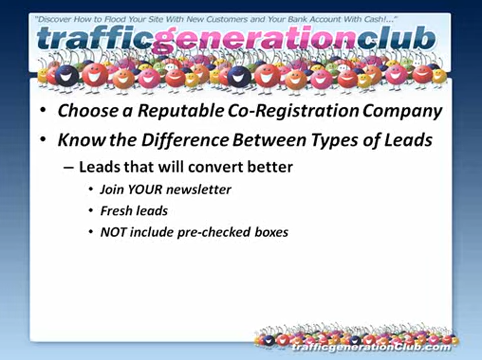 "Discover How to Flood Your Site With New Customers and Your Bank Account With Cash!..."
trafficgenerationclub
• Choose a Reputable Co-Registration Company
• Know the Difference Between Types of Leads
– Leads that will convert better
• Join YOUR newsletter
• Fresh leads
• NOT include pre-checked boxes
trafficgenerationClub.com